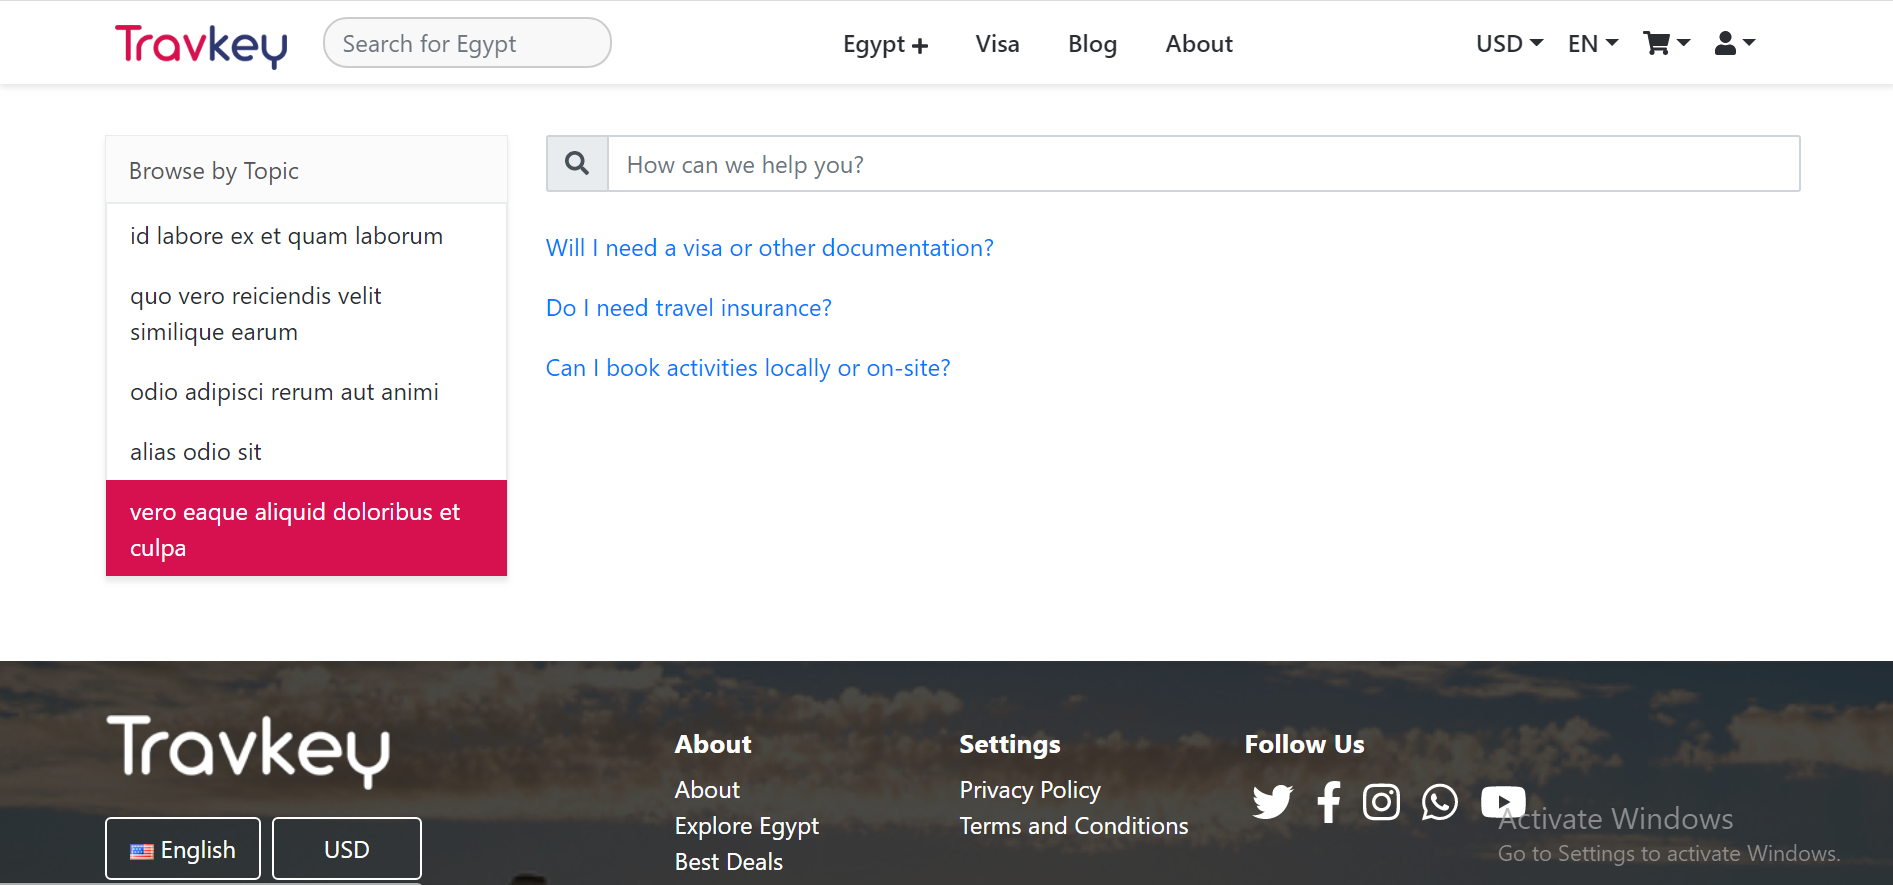 Travkey
Search for Egypt
Egypt +
Visa
Blog
About
USD
EN
Browse by Topic
id labore ex et quam laborum
quo vero reiciendis velit
similique earum
odio adipisci rerum aut animi
alias odio sit
vero eaque aliquid doloribus et
culpa
How can we help you?
Will I need a visa or other documentation?
Do I need travel insurance?
Can I book activities locally or on-site?
Travkey
English
USD
About
About
Explore Egypt
Best Deals
Settings
Privacy Policy
Terms and Conditions
Follow Us
Activate Windows
Go to Settings to activate Windows.